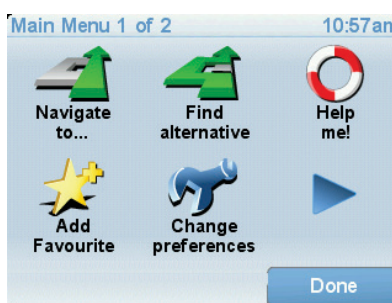 Main Menu 1 of 2 10:57am
Navigate
to...
Find
alternative
Help
me!
Add
Favourite
Change
preferences
Done